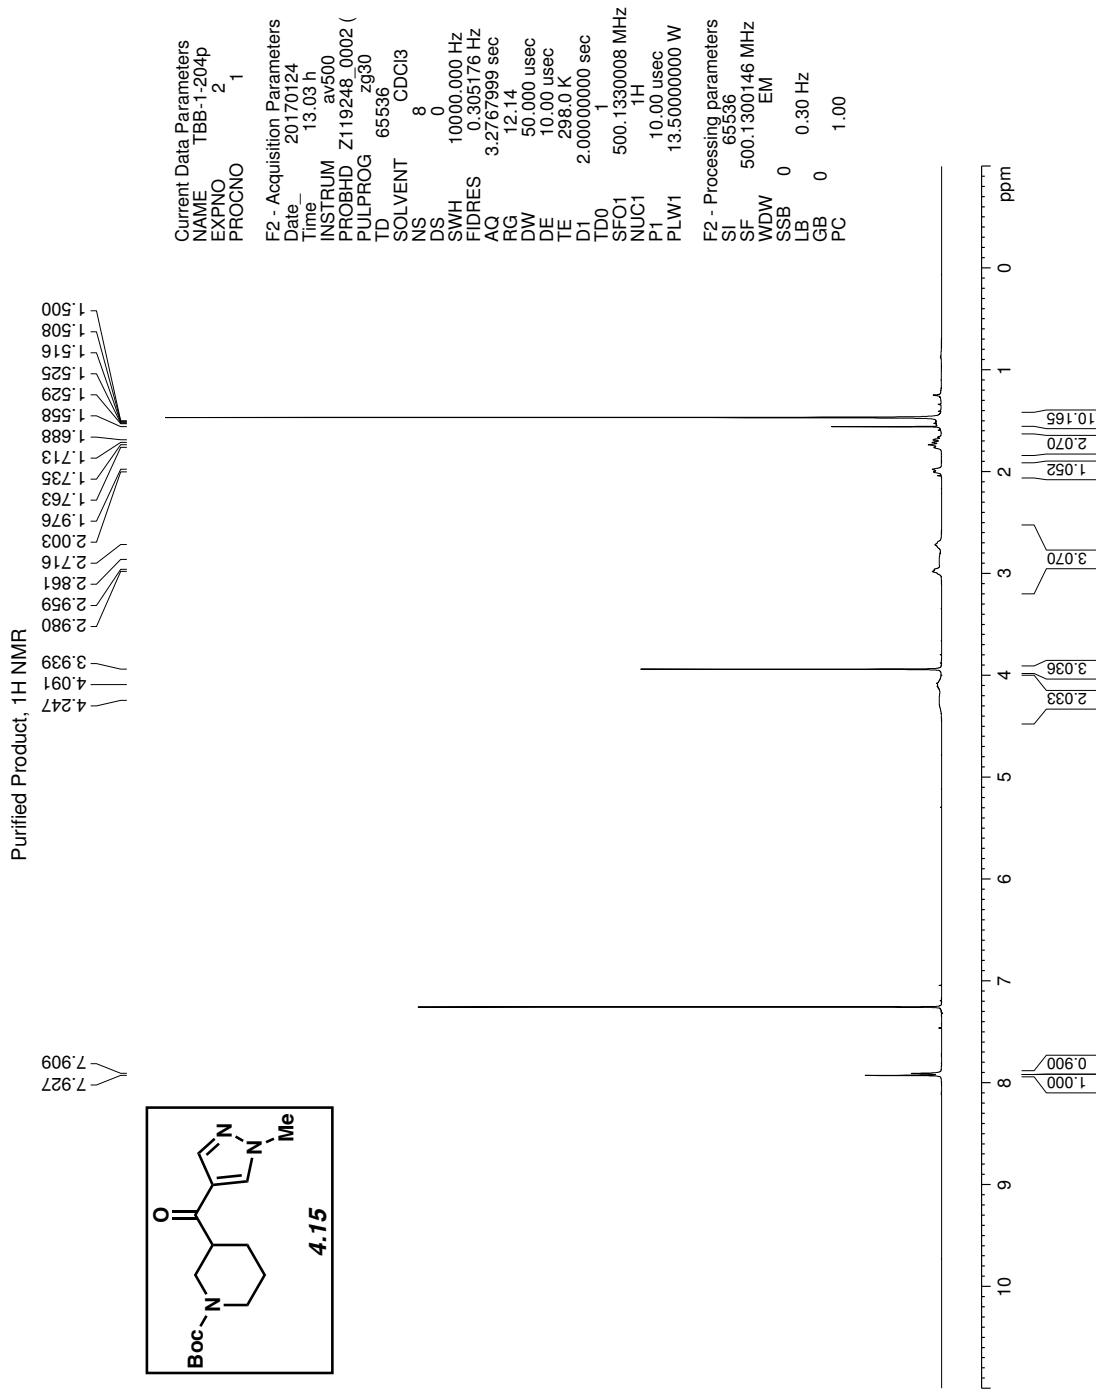 Purified Product, 1H NMR
7.927
7.909
4.247
4.091
3.939
2.980
2.959
2.861
2.716
2.003
1.976
1.763
1.735
1.713
1.688
1.558
1.529
1.525
1.516
1.508
1.500
Boc
N
O
N
N
Me
4.15
Current Data Parameters
NAME TBB-1-204p
EXPNO 2
PROCNO 1
F2 - Acquisition Parameters
Date_ 20170124
Time 13.03 h
INSTRUM av500
PROBHD Z119248_0002 (
PULPROG zg30
TD 65536
SOLVENT CDCl3
NS 8
DS 0
SWH 10000.000 Hz
FIDRES 0.305176 Hz
AQ 3.2767999 sec
RG 12.14
DW 50.000 usec
DE 10.00 usec
TE 298.0 K
D1 2.00000000 sec
TD0 1
SFO1 500.1330008 MHz
NUC1 1H
P1 10.00 usec
PLW1 13.50000000 W
F2 - Processing parameters
SI 65536
SF 500.1300146 MHz
WDW EM
SSB 0
LB 0.30 Hz
GB 0
PC 1.00
10 9 8 7 6 5 4 3 2 1 0 ppm
1.000
0.900
2.033
3.036
3.070
1.052
2.070
10.165